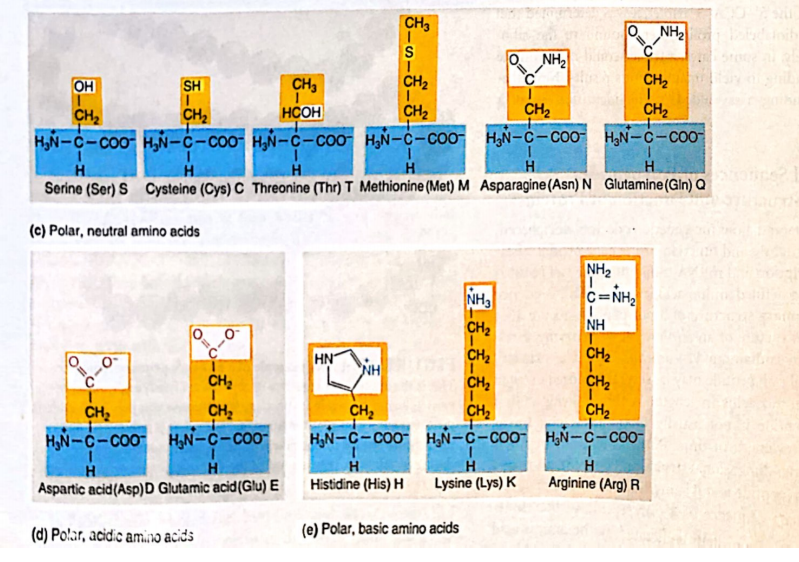 CH₃
S
CH₂
CH₂
OH
CH₂
SH
CH₂
CH₃
HCOH
O NH₂
C
CH₂
O NH₂
C
CH₂
CH₂
H₃N⁺–C–COO⁻ H₃N⁺–C–COO⁻ H₃N⁺–C–COO⁻ H₃N⁺–C–COO⁻ H₃N⁺–C–COO⁻ H₃N⁺–C–COO⁻
H H H H H H
Serine (Ser) S Cysteine (Cys) C Threonine (Thr) T Methionine (Met) M Asparagine (Asn) N Glutamine (Gln) Q
(c) Polar, neutral amino acids
O O⁻
C
CH₂
O O⁻
C
CH₂
CH₂
H₃N⁺–C–COO⁻ H₃N⁺–C–COO⁻
H H
Aspartic acid (Asp) D Glutamic acid (Glu) E
(d) Polar, acidic amino acids
HN NH⁺
CH₂
NH₃⁺
CH₂
CH₂
CH₂
CH₂
NH₂
C=NH₂⁺
NH
CH₂
CH₂
CH₂
H₃N⁺–C–COO⁻ H₃N⁺–C–COO⁻ H₃N⁺–C–COO⁻
H H H
Histidine (His) H Lysine (Lys) K Arginine (Arg) R
(e) Polar, basic amino acids